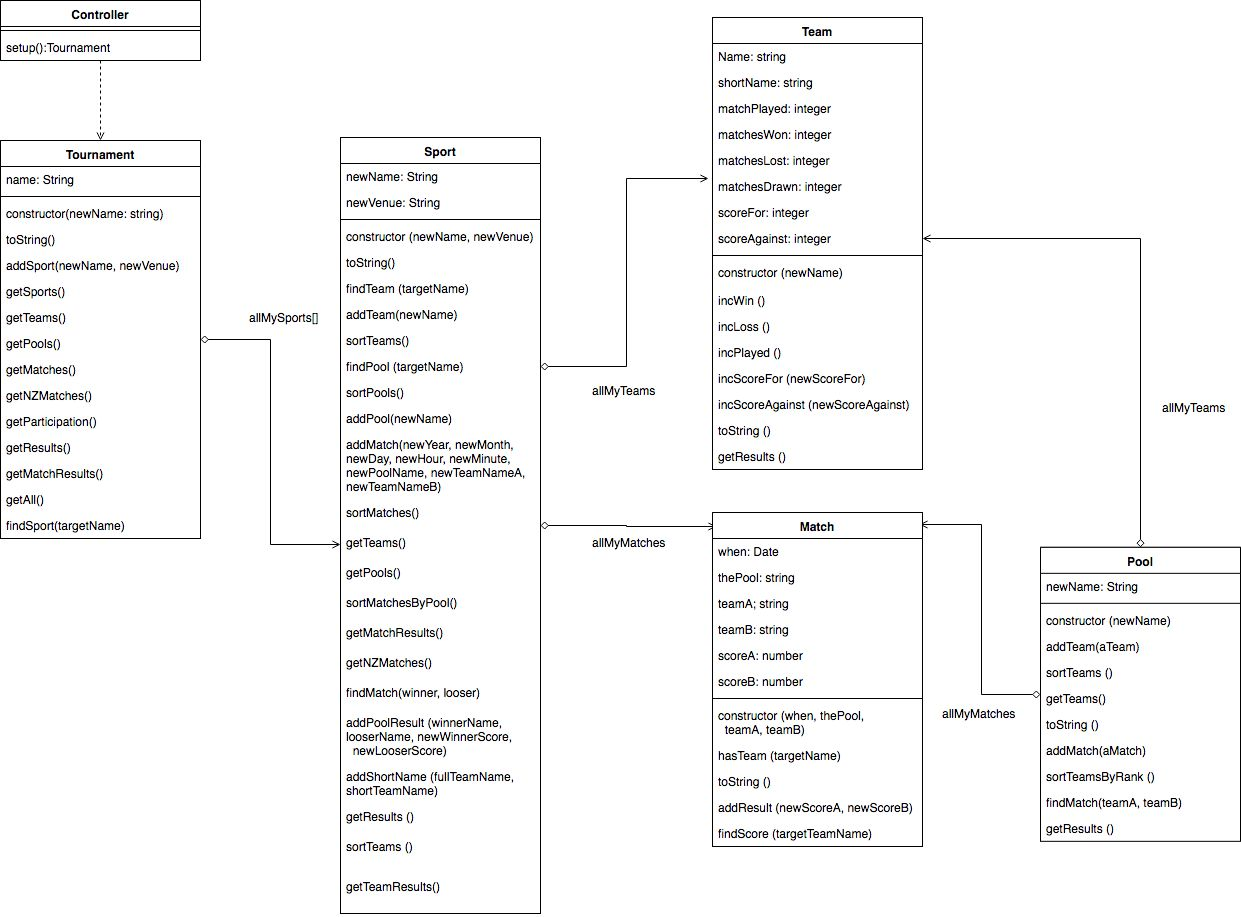 Controller
setup():Tournament
Tournament
name: String
constructor(newName: string)
toString()
addSport(newName, newVenue)
getSports()
getTeams()
getPools()
getMatches()
getNZMatches()
getParticipation()
getResults()
getMatchResults()
getAll()
findSport(targetName)
allMySports[]
Sport
newName: String
newVenue: String
constructor (newName, newVenue)
toString()
findTeam (targetName)
addTeam(newName)
sortTeams()
findPool (targetName)
sortPools()
addPool(newName)
addMatch(newYear, newMonth,
newDay, newHour, newMinute,
newPoolName, newTeamNameA,
newTeamNameB)
sortMatches()
getTeams()
getPools()
sortMatchesByPool()
getMatchResults()
getNZMatches()
findMatch(winner, looser)
addPoolResult (winnerName,
looserName, newWinnerScore,
newLooserScore)
addShortName (fullTeamName,
shortTeamName)
getResults ()
sortTeams ()
getTeamResults()
allMyTeams
allMyMatches
Team
Name: string
shortName: string
matchPlayed: integer
matchesWon: integer
matchesLost: integer
matchesDrawn: integer
scoreFor: integer
scoreAgainst: integer
constructor (newName)
incWin ()
incLoss ()
incPlayed ()
incScoreFor (newScoreFor)
incScoreAgainst (newScoreAgainst)
toString ()
getResults ()
Match
when: Date
thePool: string
teamA; string
teamB: string
scoreA: number
scoreB: number
constructor (when, thePool,
teamA, teamB)
hasTeam (targetName)
toString ()
addResult (newScoreA, newScoreB)
findScore (targetTeamName)
allMyTeams
allMyMatches
Pool
newName: String
constructor (newName)
addTeam(aTeam)
sortTeams ()
getTeams()
toString ()
addMatch(aMatch)
sortTeamsByRank ()
findMatch(teamA, teamB)
getResults ()